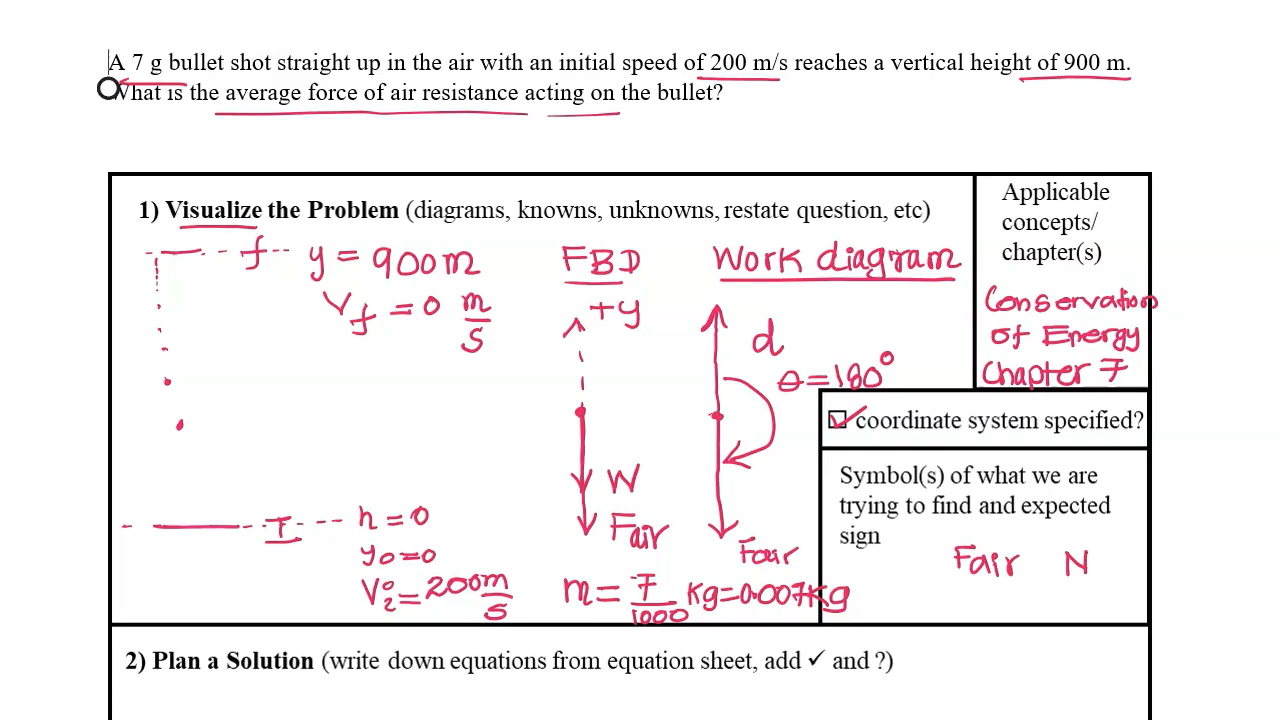 A 7 g bullet shot straight up in the air with an initial speed of 200 m/s reaches a vertical height of 900 m.
What is the average force of air resistance acting on the bullet?
1) Visualize the Problem (diagrams, knowns, unknowns, restate question, etc)
Applicable
concepts/
chapter(s)
Conservation
of Energy
Chapter 7
f y = 900m
Vf = 0 m/s
FBD
+y
W
Fair
Work diagram
d
θ = 180°
Fair
☑ coordinate system specified?
Symbol(s) of what we are
trying to find and expected
sign
Fair N
I h = 0
y0 = 0
Vi = 200 m/s
m = 7/1000 kg = 0.007 kg
2) Plan a Solution (write down equations from equation sheet, add ✓ and ?)